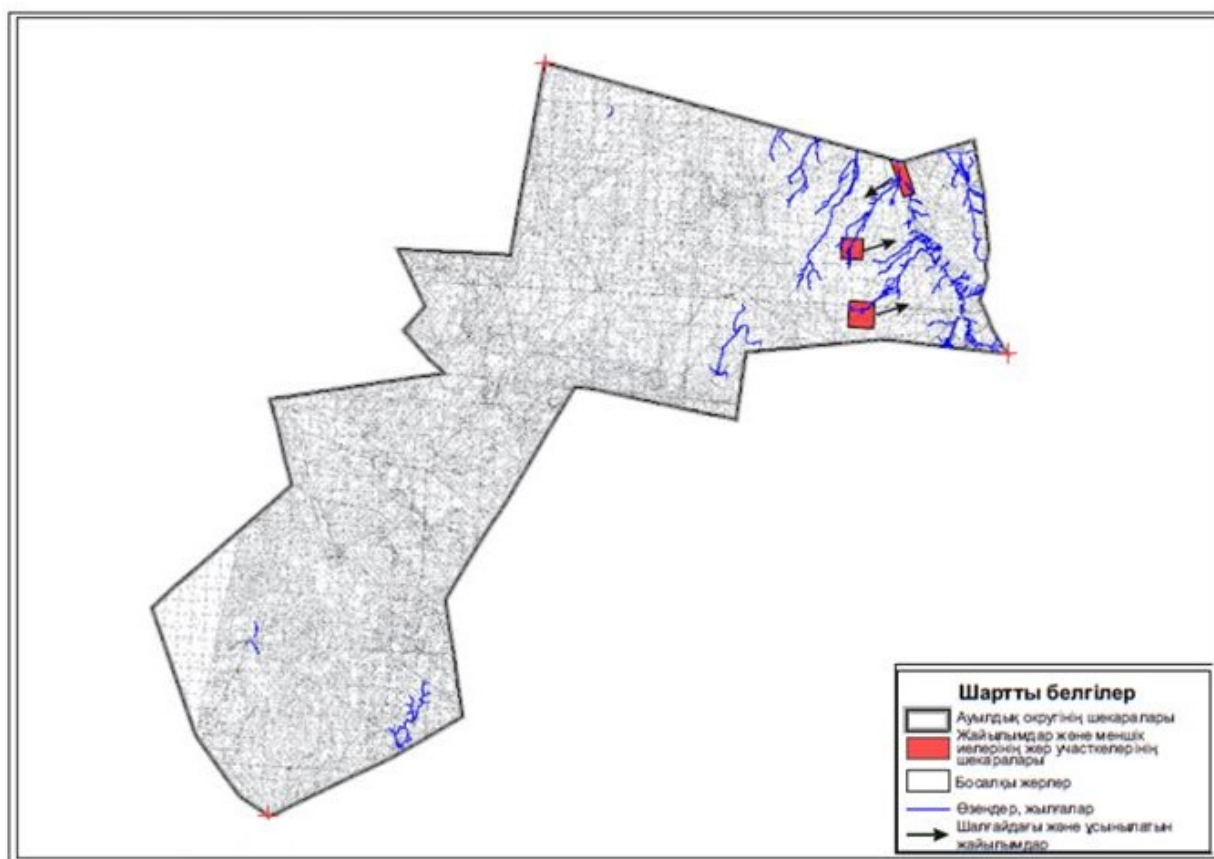 Шартты белгілер
Ауылдық округінің шекаралары
Жайылымдар және меншік
иелерінің жер участкелерінің
шекаралары
Босалқы жерлер
Өзендер, жылғалар
Шалғайдағы және ұсынылатын
жайылымдар